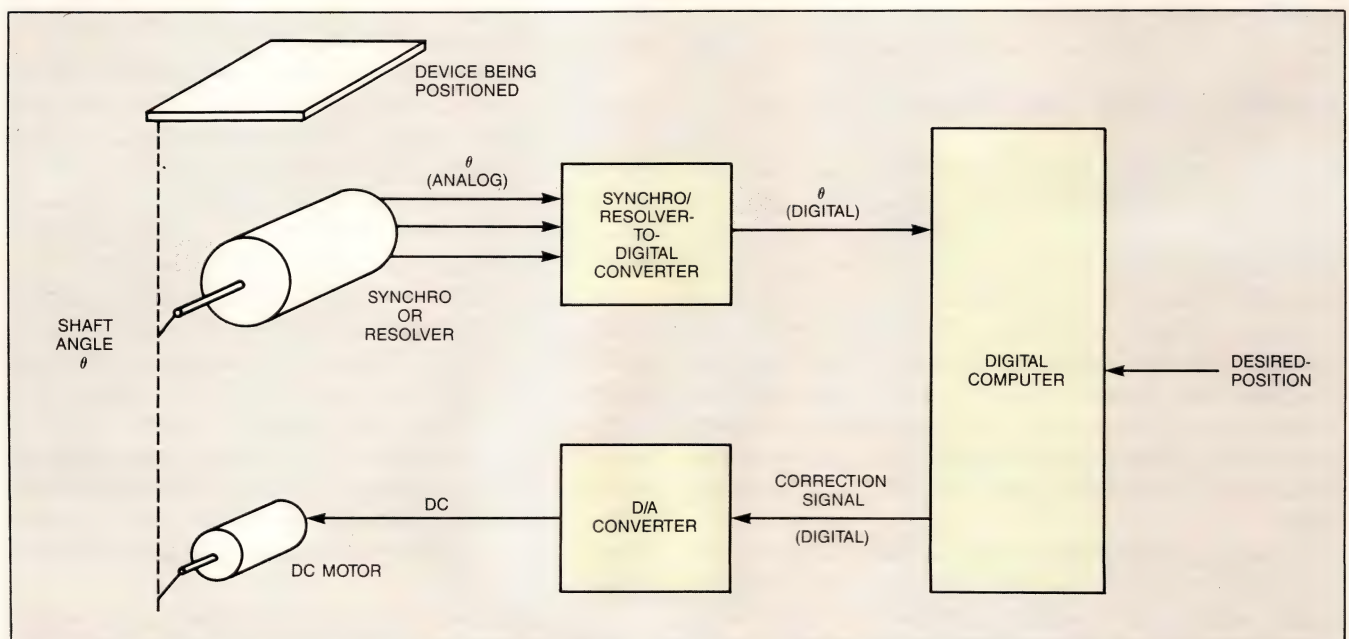 DEVICE BEING
POSITIONED
θ
(ANALOG)
SYNCHRO/
RESOLVER-
TO-
DIGITAL
CONVERTER
θ
(DIGITAL)
SYNCHRO
OR
RESOLVER
SHAFT
ANGLE
θ
DIGITAL
COMPUTER
DESIRED-
POSITION
DC
D/A
CONVERTER
CORRECTION
SIGNAL
(DIGITAL)
DC MOTOR